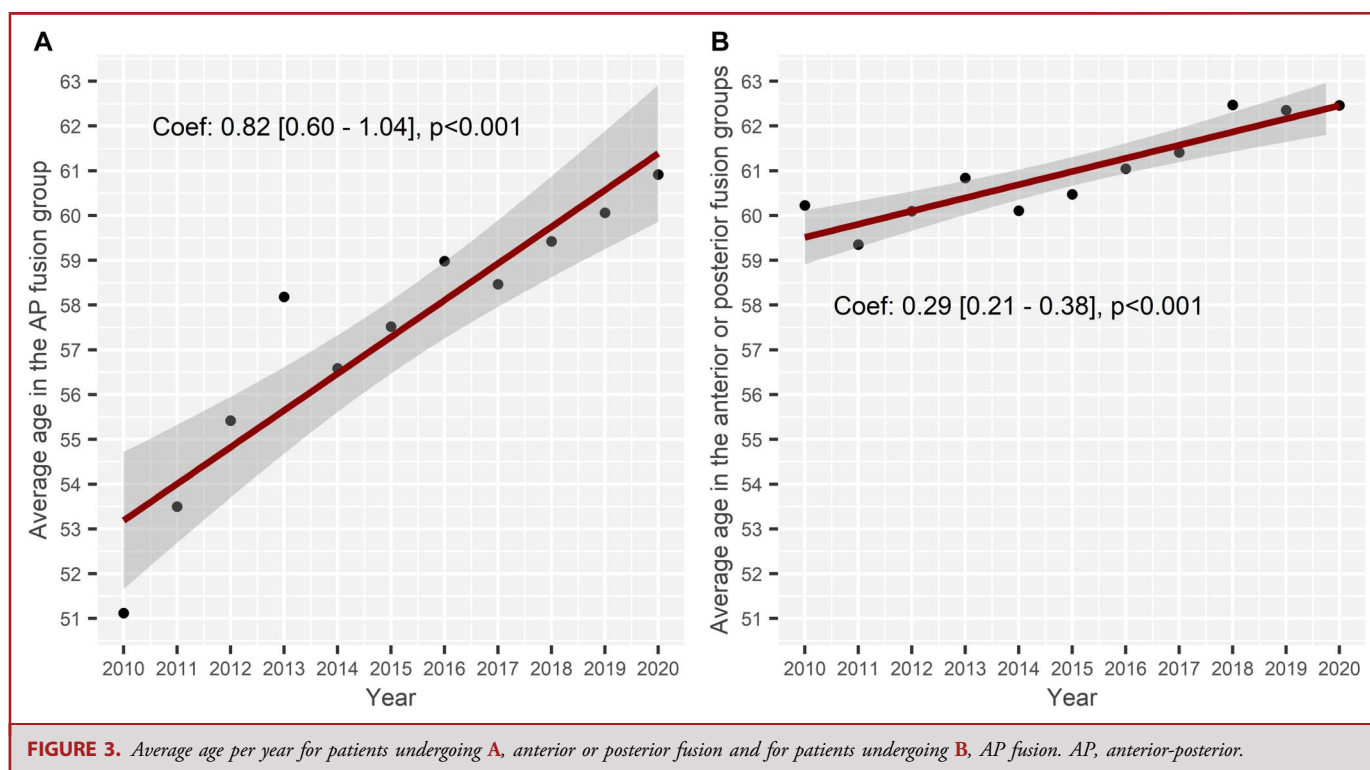 A
Average age in the AP fusion group
63
62
61
60
59
58
57
56
55
54
53
52
51
Coef: 0.82 [0.60 - 1.04], p<0.001
2010 2011 2012 2013 2014 2015 2016 2017 2018 2019 2020
Year
B
Average age in the anterior or posterior fusion groups
63
62
61
60
59
58
57
56
55
54
53
52
51
Coef: 0.29 [0.21 - 0.38], p<0.001
2010 2011 2012 2013 2014 2015 2016 2017 2018 2019 2020
Year
FIGURE 3. Average age per year for patients undergoing A, anterior or posterior fusion and for patients undergoing B, AP fusion. AP, anterior-posterior.